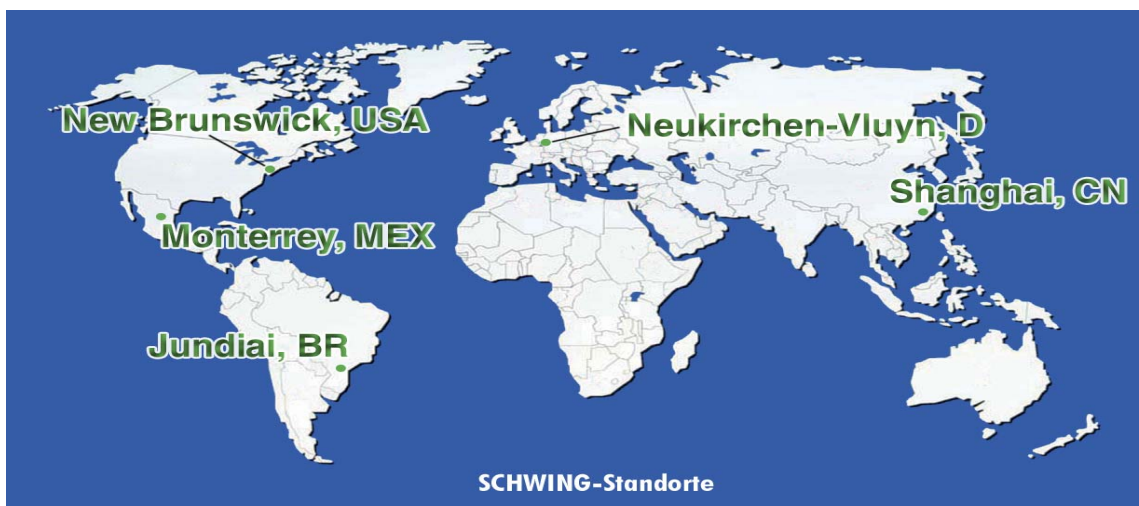 New Brunswick, USA
Neukirchen-Vluyn, D
Shanghai, CN
Monterrey, MEX
Jundiai, BR
SCHWING-Standorte